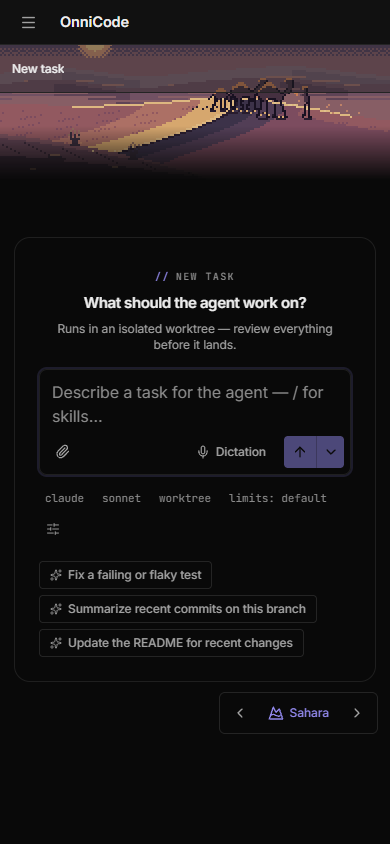 OnniCode
New task
// NEW TASK
What should the agent work on?
Runs in an isolated worktree — review everything
before it lands.
Describe a task for the agent — / for
skills...
Dictation
claude sonnet worktree limits: default
Fix a failing or flaky test
Summarize recent commits on this branch
Update the README for recent changes
Sahara